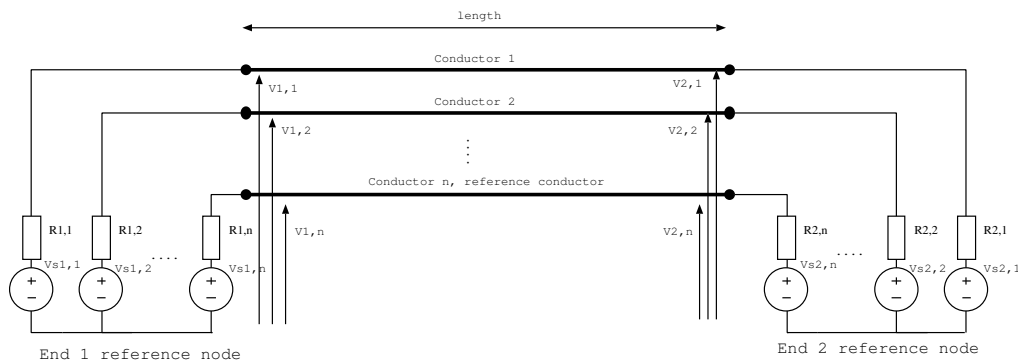 length
Conductor 1
V1,1
V2,1
Conductor 2
V1,2
V2,2
. . . .
. . . . .
Conductor n, reference conductor
V1,n
V2,n
R1,1
R1,2
R1,n
R2,n
R2,2
R2,1
Vs1,1
Vs1,2
. . . .
Vs1,n
Vs2,n
. . . .
Vs2,2
Vs2,1
+
+
+
+
+
+
−
−
−
−
−
−
End 1 reference node
End 2 reference node